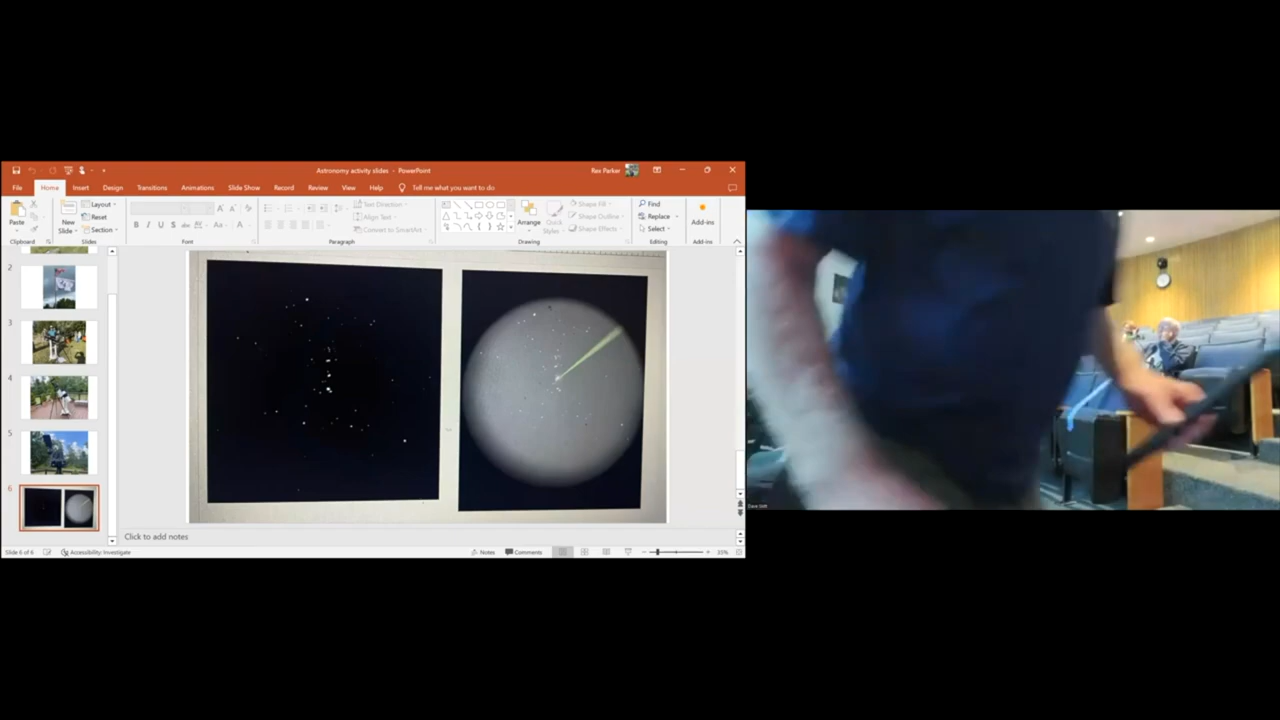 Astronomy activity slides - PowerPoint
Rex Parker
File Home Insert Design Transitions Animations Slide Show Record Review View Help Tell me what you want to do
Paste
New Slide
Layout
Reset
Section
B I U S
Aa
A
Text Direction
Align Text
Convert to SmartArt
Arrange
Quick Styles
Shape Fill
Shape Outline
Shape Effects
Find
Replace
Select
Add-ins
Clipboard Slides Font Paragraph Drawing Editing Add-ins
2
3
4
5
6
Click to add notes
Slide 6 of 6 Accessibility: Investigate Notes Comments 33%